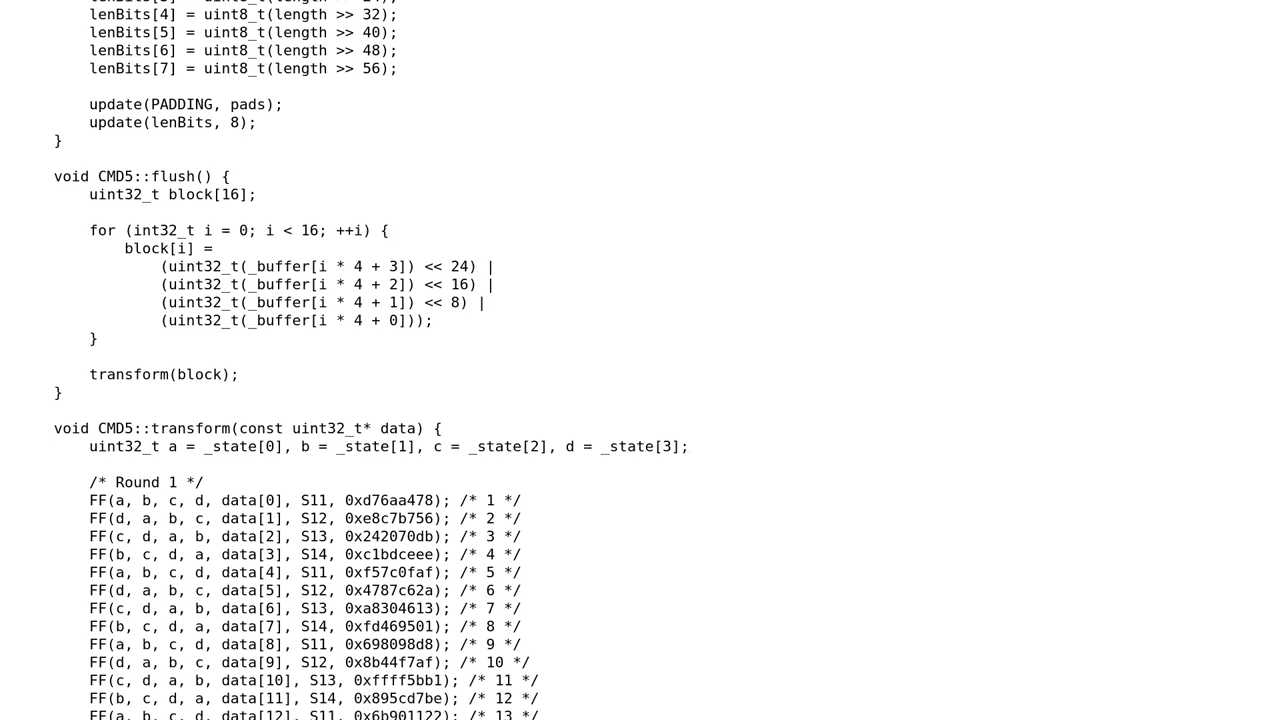 lenBits[4] = uint8_t(length >> 32);
lenBits[5] = uint8_t(length >> 40);
lenBits[6] = uint8_t(length >> 48);
lenBits[7] = uint8_t(length >> 56);
update(PADDING, pads);
update(lenBits, 8);
}
void CMD5::flush() {
uint32_t block[16];
for (int32_t i = 0; i < 16; ++i) {
block[i] =
(uint32_t(_buffer[i * 4 + 3]) << 24) |
(uint32_t(_buffer[i * 4 + 2]) << 16) |
(uint32_t(_buffer[i * 4 + 1]) << 8) |
(uint32_t(_buffer[i * 4 + 0]));
}
transform(block);
}
void CMD5::transform(const uint32_t* data) {
uint32_t a = _state[0], b = _state[1], c = _state[2], d = _state[3];
/* Round 1 */
FF(a, b, c, d, data[0], S11, 0xd76aa478); /* 1 */
FF(d, a, b, c, data[1], S12, 0xe8c7b756); /* 2 */
FF(c, d, a, b, data[2], S13, 0x242070db); /* 3 */
FF(b, c, d, a, data[3], S14, 0xc1bdceee); /* 4 */
FF(a, b, c, d, data[4], S11, 0xf57c0faf); /* 5 */
FF(d, a, b, c, data[5], S12, 0x4787c62a); /* 6 */
FF(c, d, a, b, data[6], S13, 0xa8304613); /* 7 */
FF(b, c, d, a, data[7], S14, 0xfd469501); /* 8 */
FF(a, b, c, d, data[8], S11, 0x698098d8); /* 9 */
FF(d, a, b, c, data[9], S12, 0x8b44f7af); /* 10 */
FF(c, d, a, b, data[10], S13, 0xffff5bb1); /* 11 */
FF(b, c, d, a, data[11], S14, 0x895cd7be); /* 12 */
FF(a, b, c, d, data[12], S11, 0x6b901122); /* 13 */